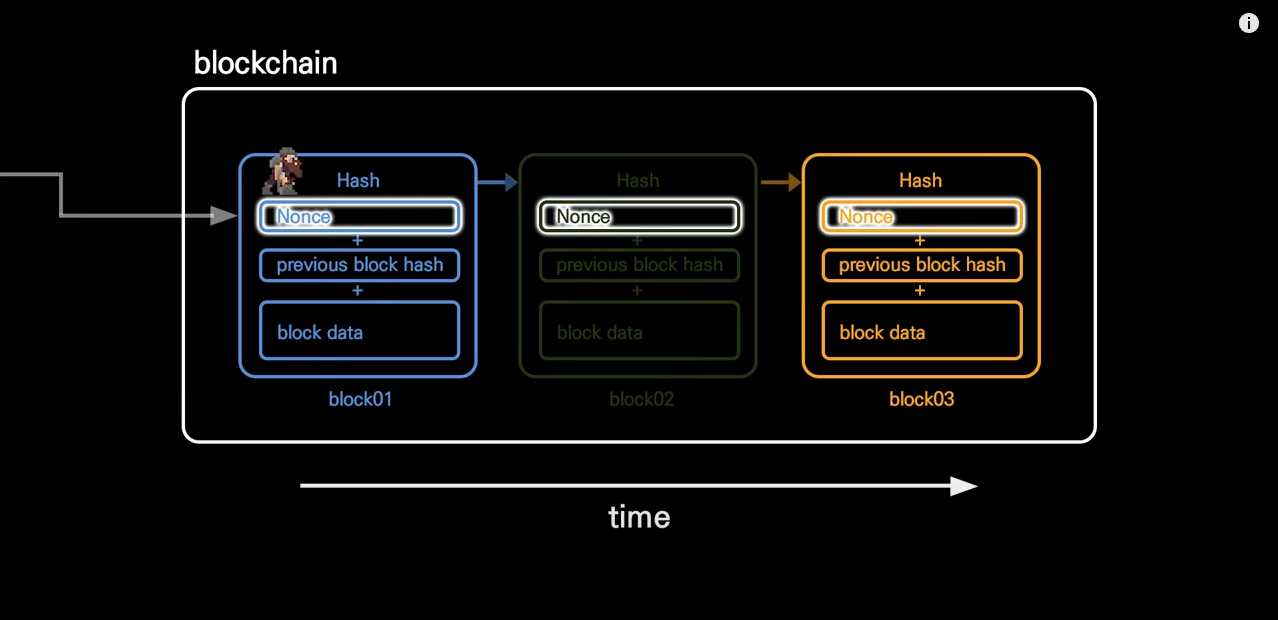 blockchain
Hash
Nonce
+
previous block hash
+
block data
block01
Hash
Nonce
+
previous block hash
+
block data
block02
Hash
Nonce
+
previous block hash
+
block data
block03
time